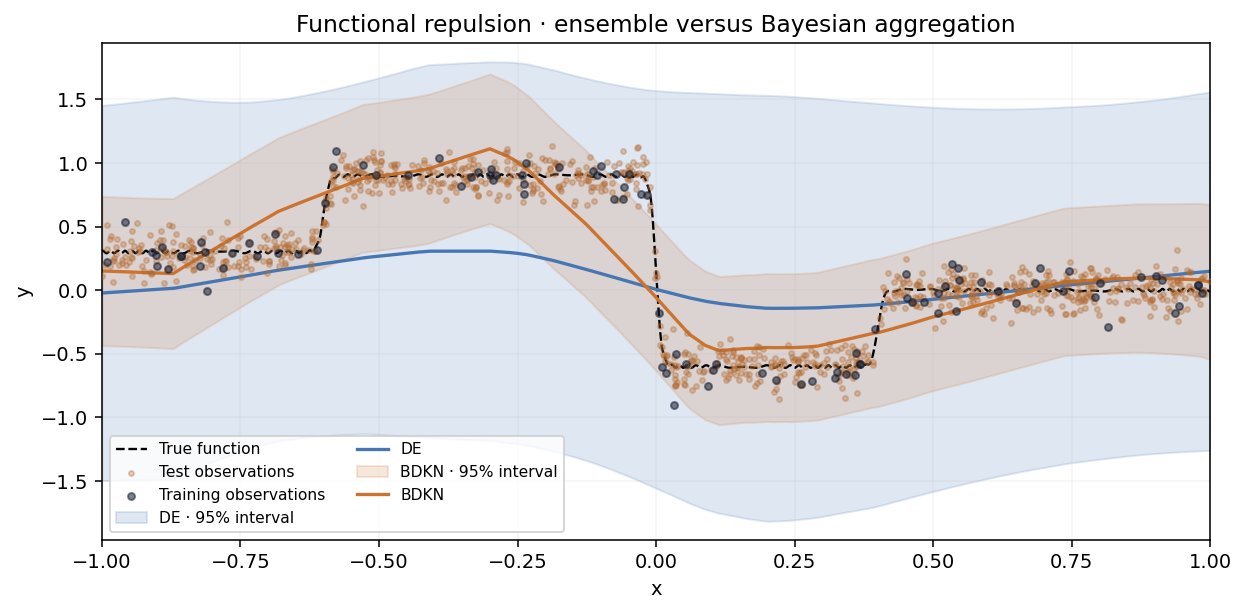 Functional repulsion · ensemble versus Bayesian aggregation
y
1.5
1.0
0.5
0.0
−0.5
−1.0
−1.5
True function
Test observations
Training observations
DE · 95% interval
DE
BDKN · 95% interval
BDKN
−1.00 −0.75 −0.50 −0.25 0.00 0.25 0.50 0.75 1.00
x